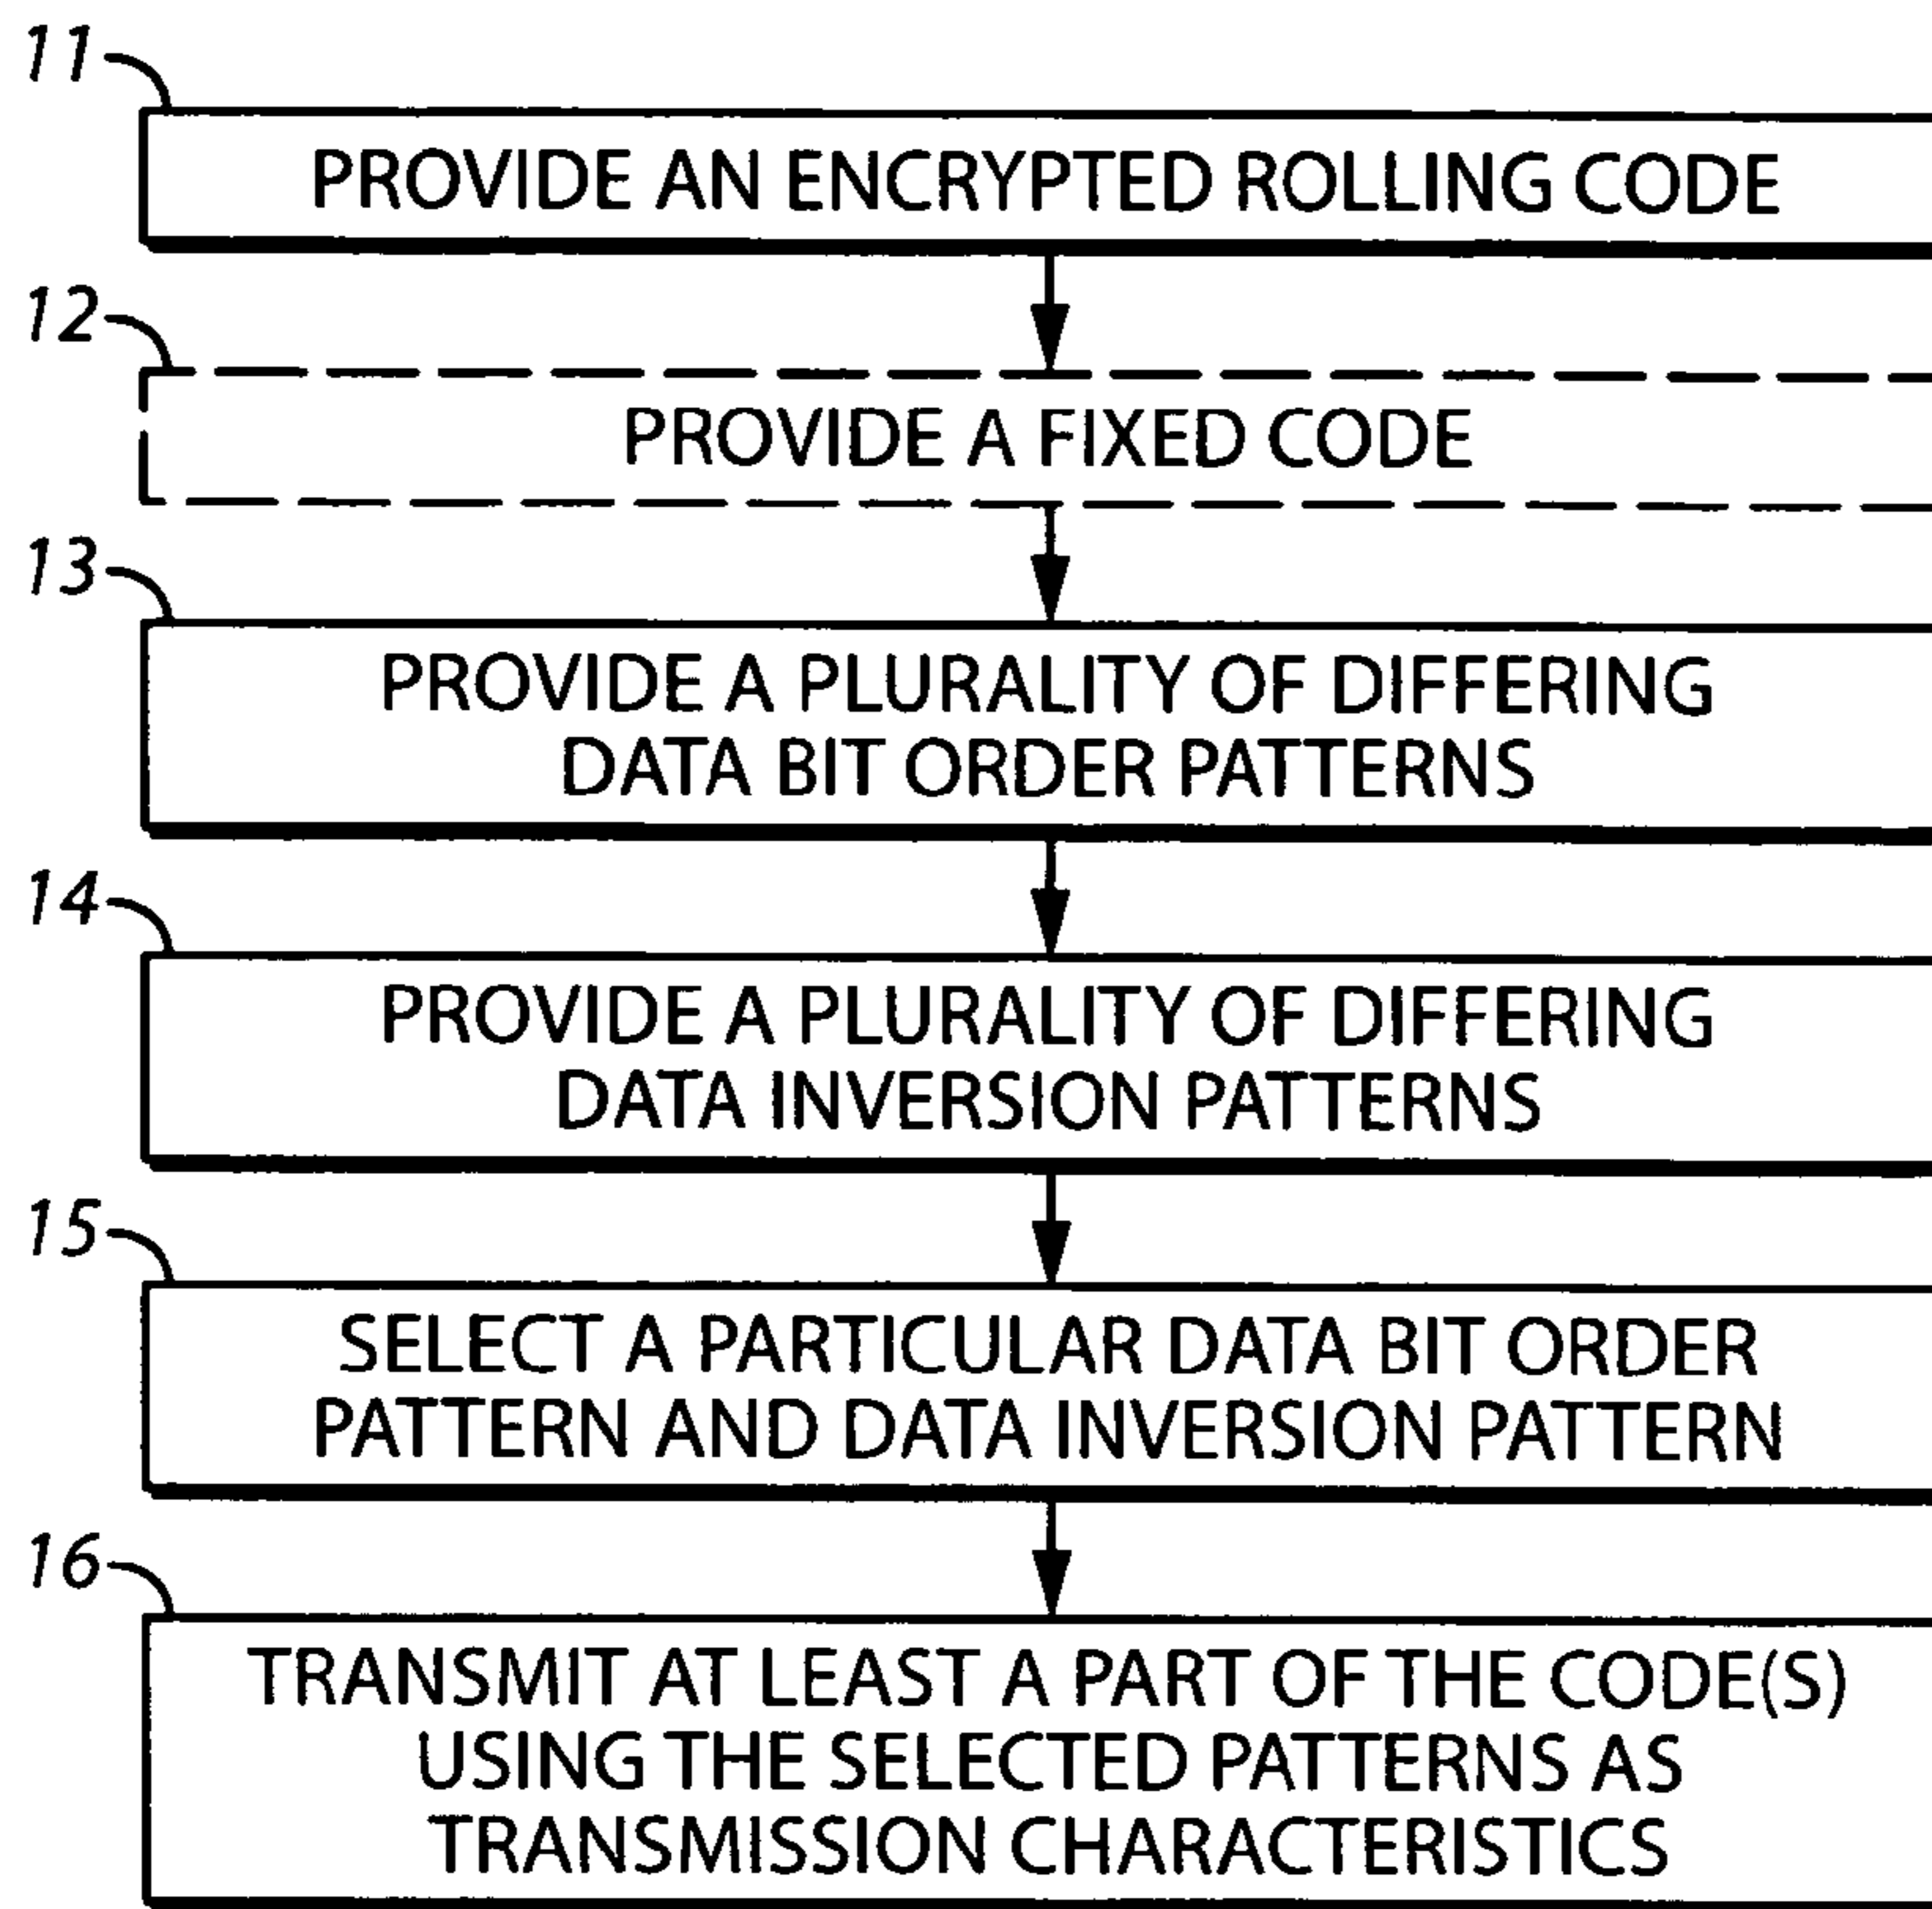 11
PROVIDE AN ENCRYPTED ROLLING CODE
12
PROVIDE A FIXED CODE
13
PROVIDE A PLURALITY OF DIFFERING
DATA BIT ORDER PATTERNS
14
PROVIDE A PLURALITY OF DIFFERING
DATA INVERSION PATTERNS
15
SELECT A PARTICULAR DATA BIT ORDER
PATTERN AND DATA INVERSION PATTERN
16
TRANSMIT AT LEAST A PART OF THE CODE(S)
USING THE SELECTED PATTERNS AS
TRANSMISSION CHARACTERISTICS